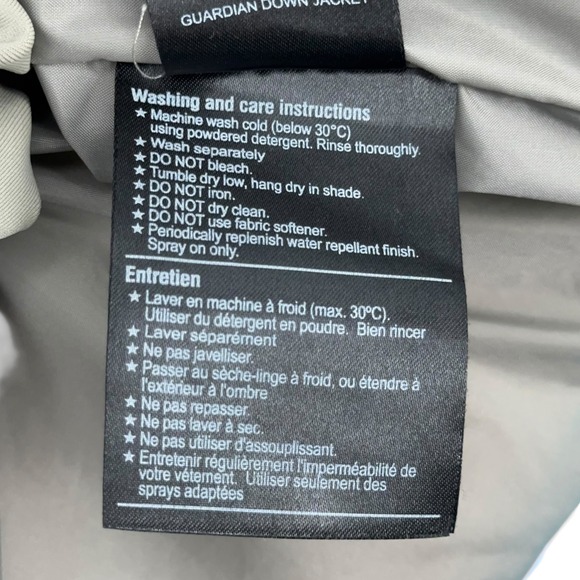 GUARDIAN DOWN JACKET
Washing and care instructions
★ Machine wash cold (below 30°C)
using powdered detergent. Rinse thoroughly.
★ Wash separately
★ DO NOT bleach.
★ Tumble dry low, hang dry in shade.
★ DO NOT iron.
★ DO NOT dry clean.
★ DO NOT use fabric softener.
★ Periodically replenish water repellant finish.
Spray on only.
Entretien
★ Laver en machine à froid (max. 30ºC).
Utiliser du détergent en poudre. Bien rincer
★ Laver séparément
★ Ne pas javelliser.
★ Passer au sèche-linge à froid, ou étendre à
l'extérieur à l'ombre
★ Ne pas repasser.
★ Ne pas laver à sec.
★ Ne pas utiliser d'assouplissant.
★ Entretenir régulièrement l'imperméabilité de
votre vêtement. Utiliser seulement des
sprays adaptées